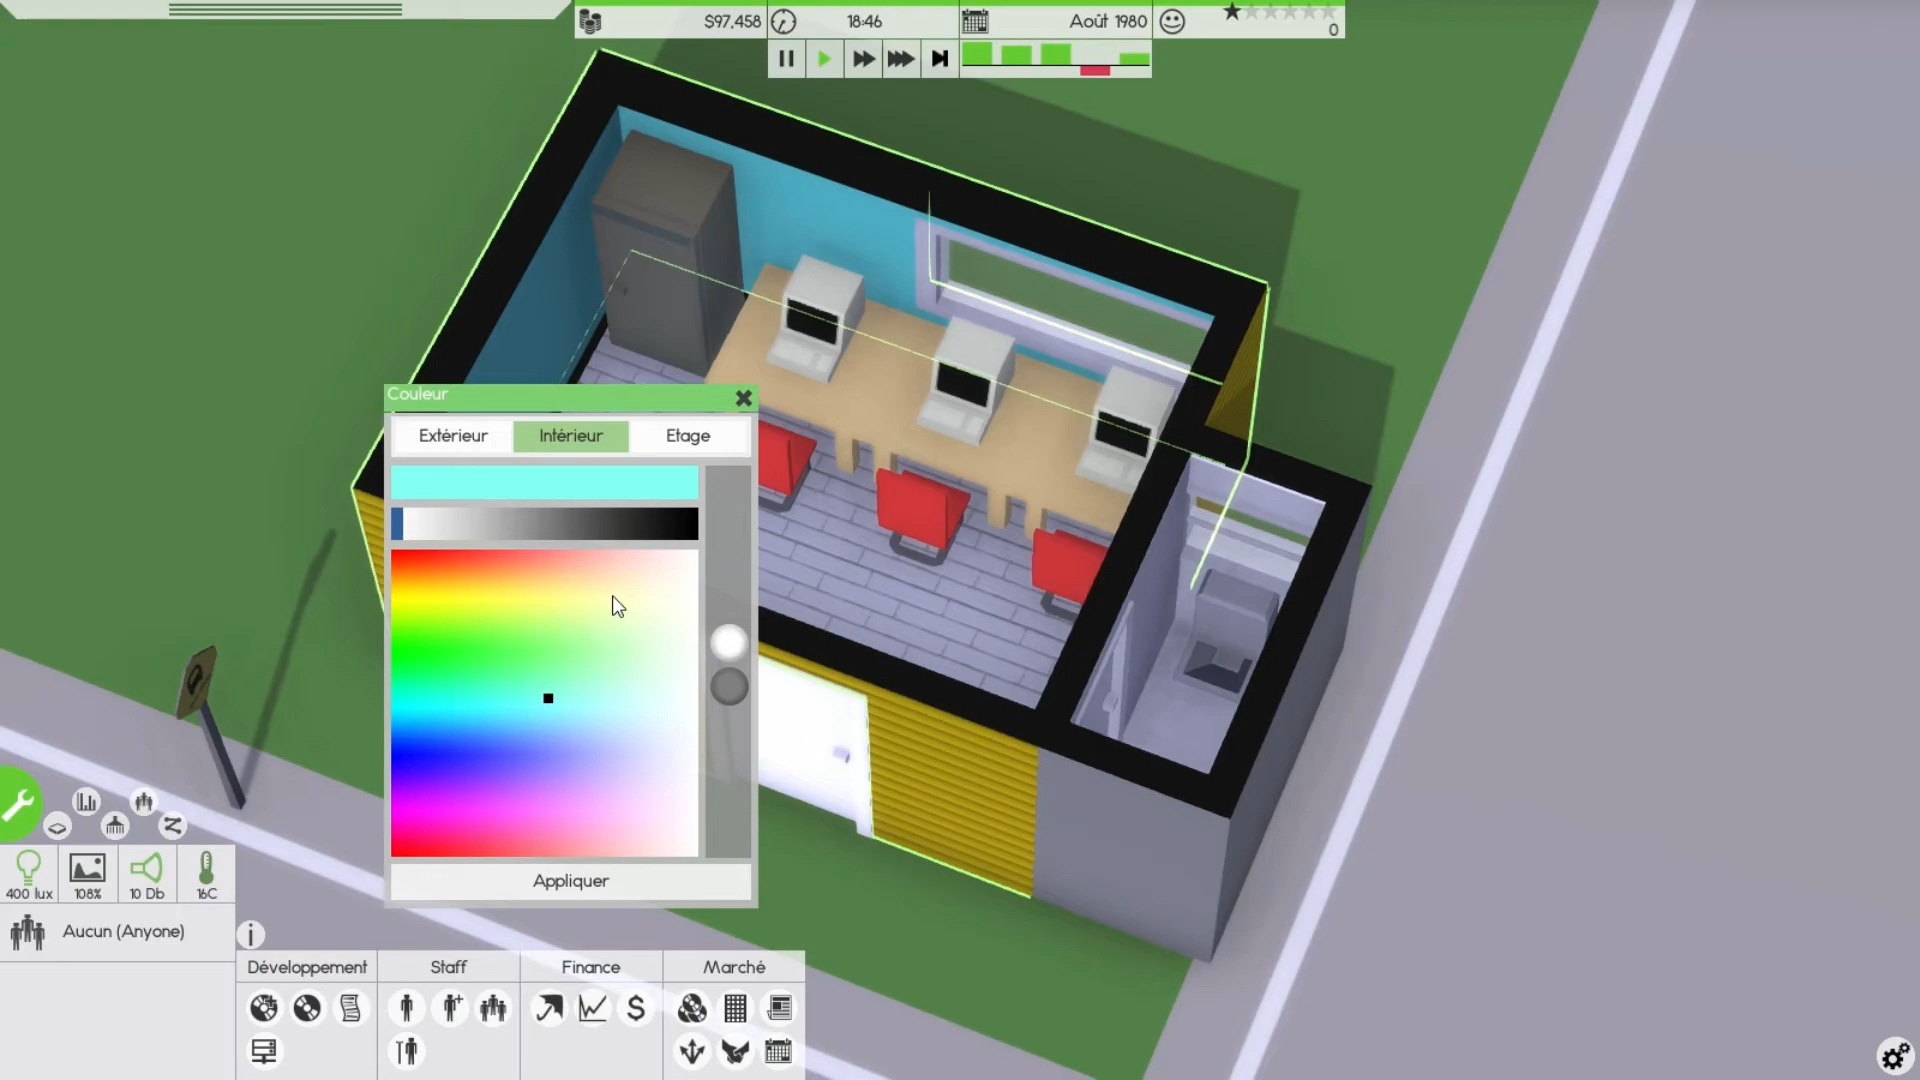 $97,458
18:46
Août 1980
0
Couleur
Extérieur
Intérieur
Etage
Appliquer
400 lux
108%
10 Db
16C
Aucun (Anyone)
Développement
Staff
Finance
Marché